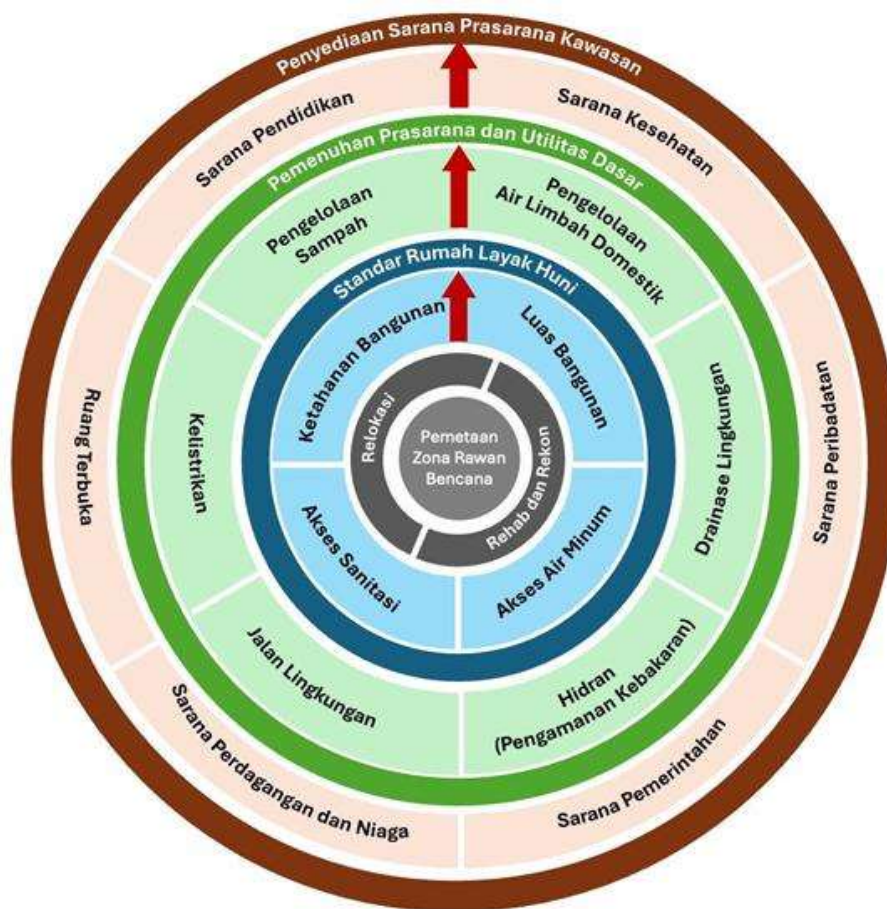 Penyediaan Sarana Prasarana Kawasan
Sarana Pendidikan
Sarana Kesehatan
Pemenuhan Prasarana dan Utilitas Dasar
Pengelolaan
Sampah
Pengelolaan
Air Limbah Domestik
Standar Rumah Layak Huni
Ketahanan Bangunan
Luas Bangunan
Relokasi
Pemetaan
Zona Rawan
Bencana
Rehab dan Rekon
Ruang Terbuka
Kelistrikan
Drainase Lingkungan
Sarana Peribadatan
Akses Sanitasi
Akses Air Minum
Jalan Lingkungan
Hidran
(Pengamanan Kebakaran)
Sarana Perdagangan dan Niaga
Sarana Pemerintahan